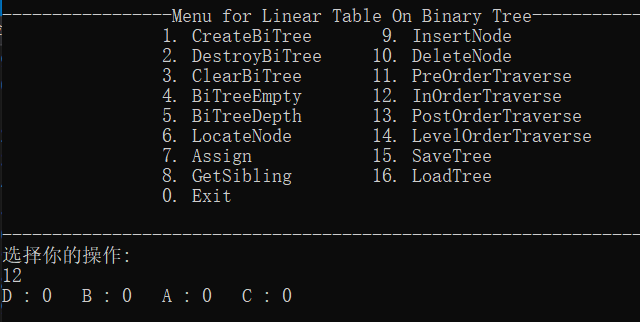 -----------------Menu for Linear Table On Binary Tree-----------
1. CreateBiTree 9. InsertNode
2. DestroyBiTree 10. DeleteNode
3. ClearBiTree 11. PreOrderTraverse
4. BiTreeEmpty 12. InOrderTraverse
5. BiTreeDepth 13. PostOrderTraverse
6. LocateNode 14. LevelOrderTraverse
7. Assign 15. SaveTree
8. GetSibling 16. LoadTree
0. Exit
----------------------------------------------------------------
选择你的操作:
12
D : 0 B : 0 A : 0 C : 0